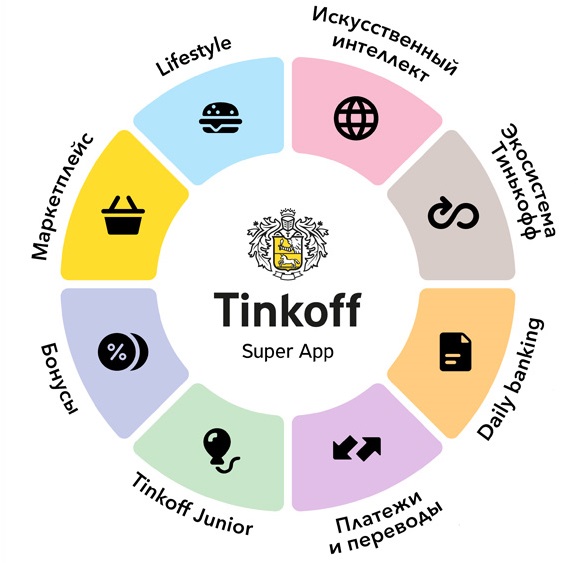 Искусственный
интеллект
Экосистема
Тинькофф
Daily banking
Платежи
и переводы
Tinkoff Junior
Бонусы
%
Маркетплейс
Lifestyle
Tinkoff
Super App